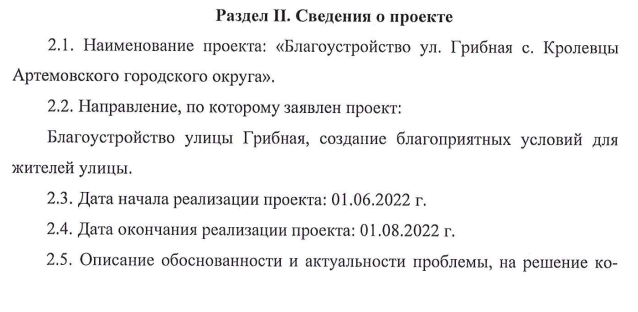 Раздел II. Сведения о проекте
2.1. Наименование проекта: «Благоустройство ул. Грибная с. Кролевцы
Артемовского городского округа».
2.2. Направление, по которому заявлен проект:
Благоустройство улицы Грибная, создание благоприятных условий для
жителей улицы.
2.3. Дата начала реализации проекта: 01.06.2022 г.
2.4. Дата окончания реализации проекта: 01.08.2022 г.
2.5. Описание обоснованности и актуальности проблемы, на решение ко-